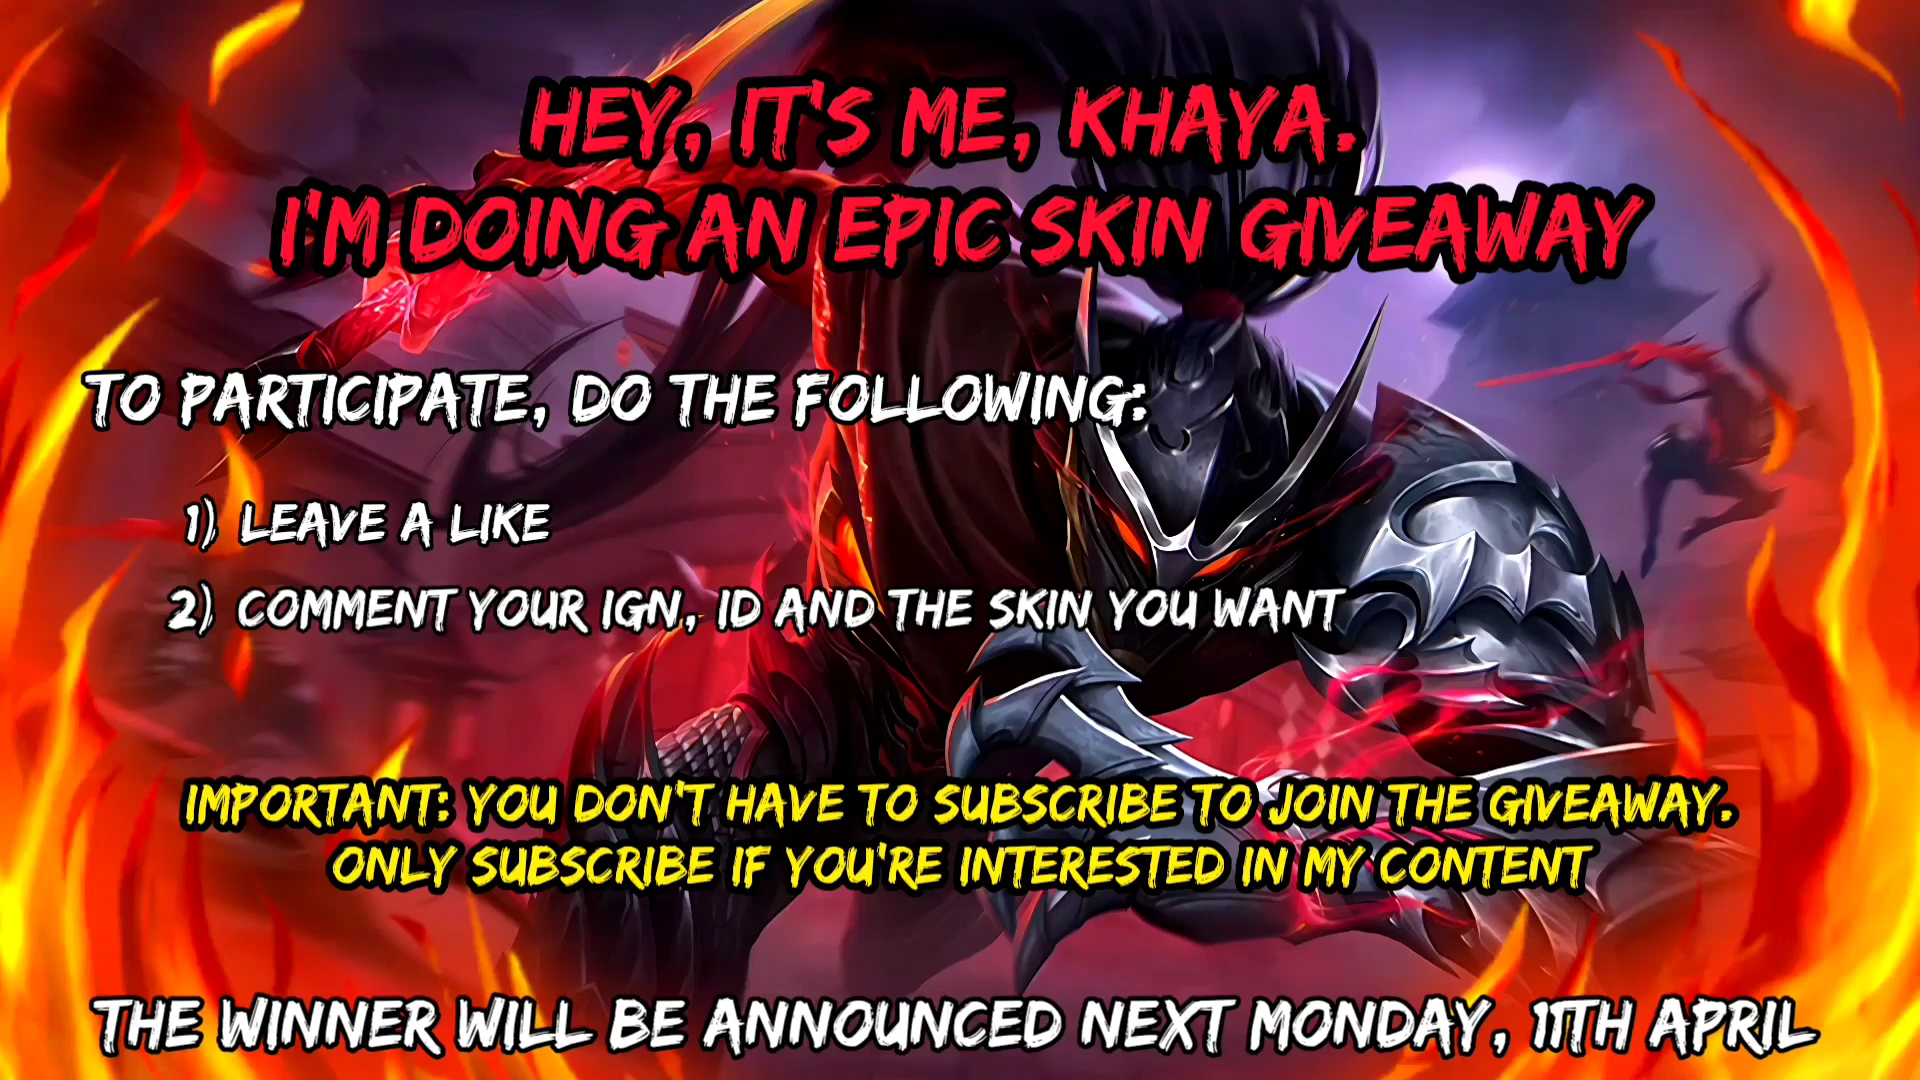 HEY, IT'S ME, KHAYA.
I'M DOING AN EPIC SKIN GIVEAWAY
TO PARTICIPATE, DO THE FOLLOWING:
1) LEAVE A LIKE
2) COMMENT YOUR IGN, ID AND THE SKIN YOU WANT
IMPORTANT: YOU DON'T HAVE TO SUBSCRIBE TO JOIN THE GIVEAWAY.
ONLY SUBSCRIBE IF YOU'RE INTERESTED IN MY CONTENT
THE WINNER WILL BE ANNOUNCED NEXT MONDAY, 11TH APRIL